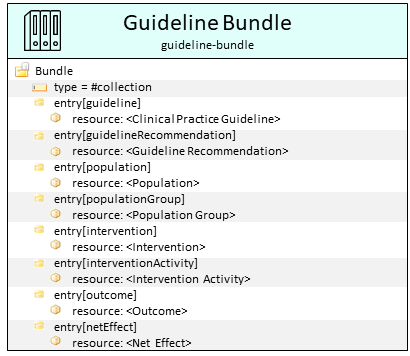 Guideline Bundle
guideline-bundle
Bundle
type = #collection
entry[guideline]
resource: <Clinical Practice Guideline>
entry[guidelineRecommendation]
resource: <Guideline Recommendation>
entry[population]
resource: <Population>
entry[populationGroup]
resource: <Population Group>
entry[intervention]
resource: <Intervention>
entry[interventionActivity]
resource: <Intervention Activity>
entry[outcome]
resource: <Outcome>
entry[netEffect]
resource: <Net Effect>